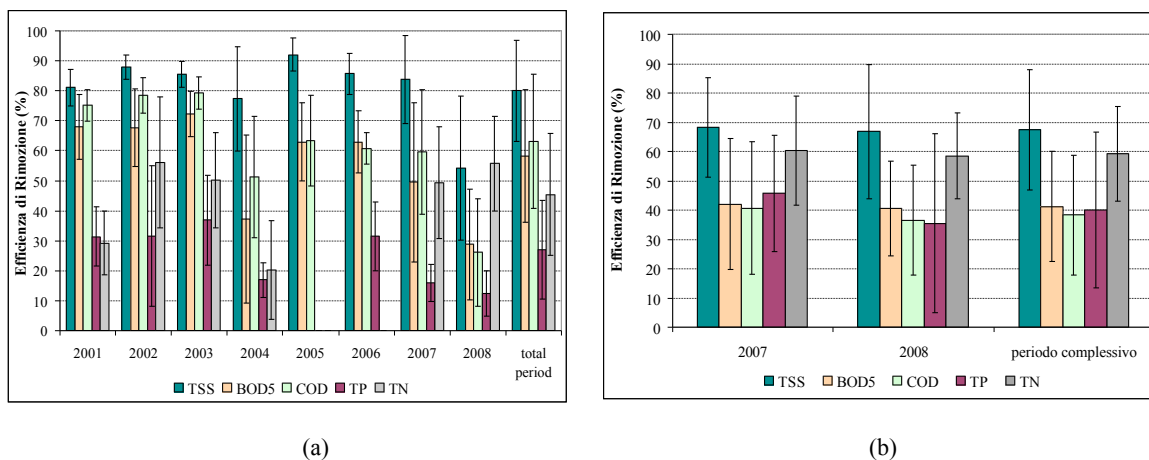 Efficienza di Rimozione (%)
100
90
80
70
60
50
40
30
20
10
0
2001 2002 2003 2004 2005 2006 2007 2008 total period
TSS BOD5 COD TP TN
(a)
Efficienza di Rimozione (%)
100
90
80
70
60
50
40
30
20
10
0
2007 2008 periodo complessivo
TSS BOD5 COD TP TN
(b)